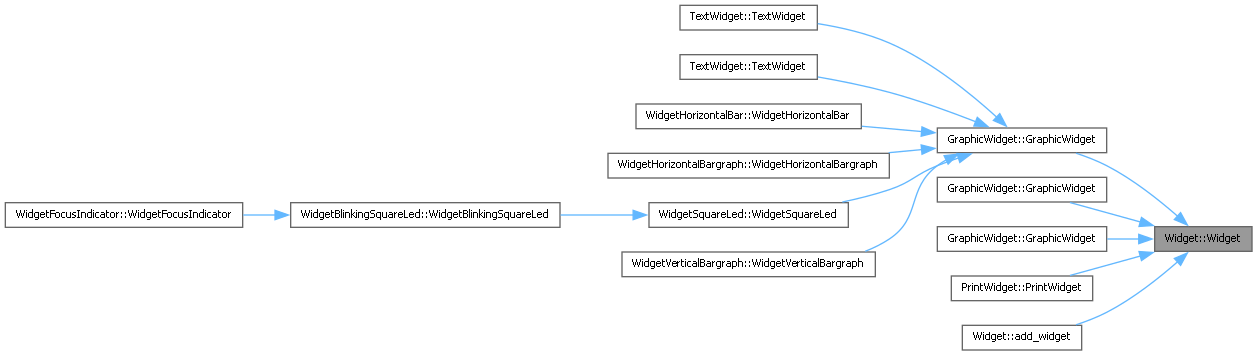 TextWidget::TextWidget
TextWidget::TextWidget
WidgetHorizontalBar::WidgetHorizontalBar
GraphicWidget::GraphicWidget
WidgetHorizontalBargraph::WidgetHorizontalBargraph
GraphicWidget::GraphicWidget
WidgetFocusIndicator::WidgetFocusIndicator
WidgetBlinkingSquareLed::WidgetBlinkingSquareLed
WidgetSquareLed::WidgetSquareLed
GraphicWidget::GraphicWidget
Widget::Widget
WidgetVerticalBargraph::WidgetVerticalBargraph
PrintWidget::PrintWidget
Widget::add_widget